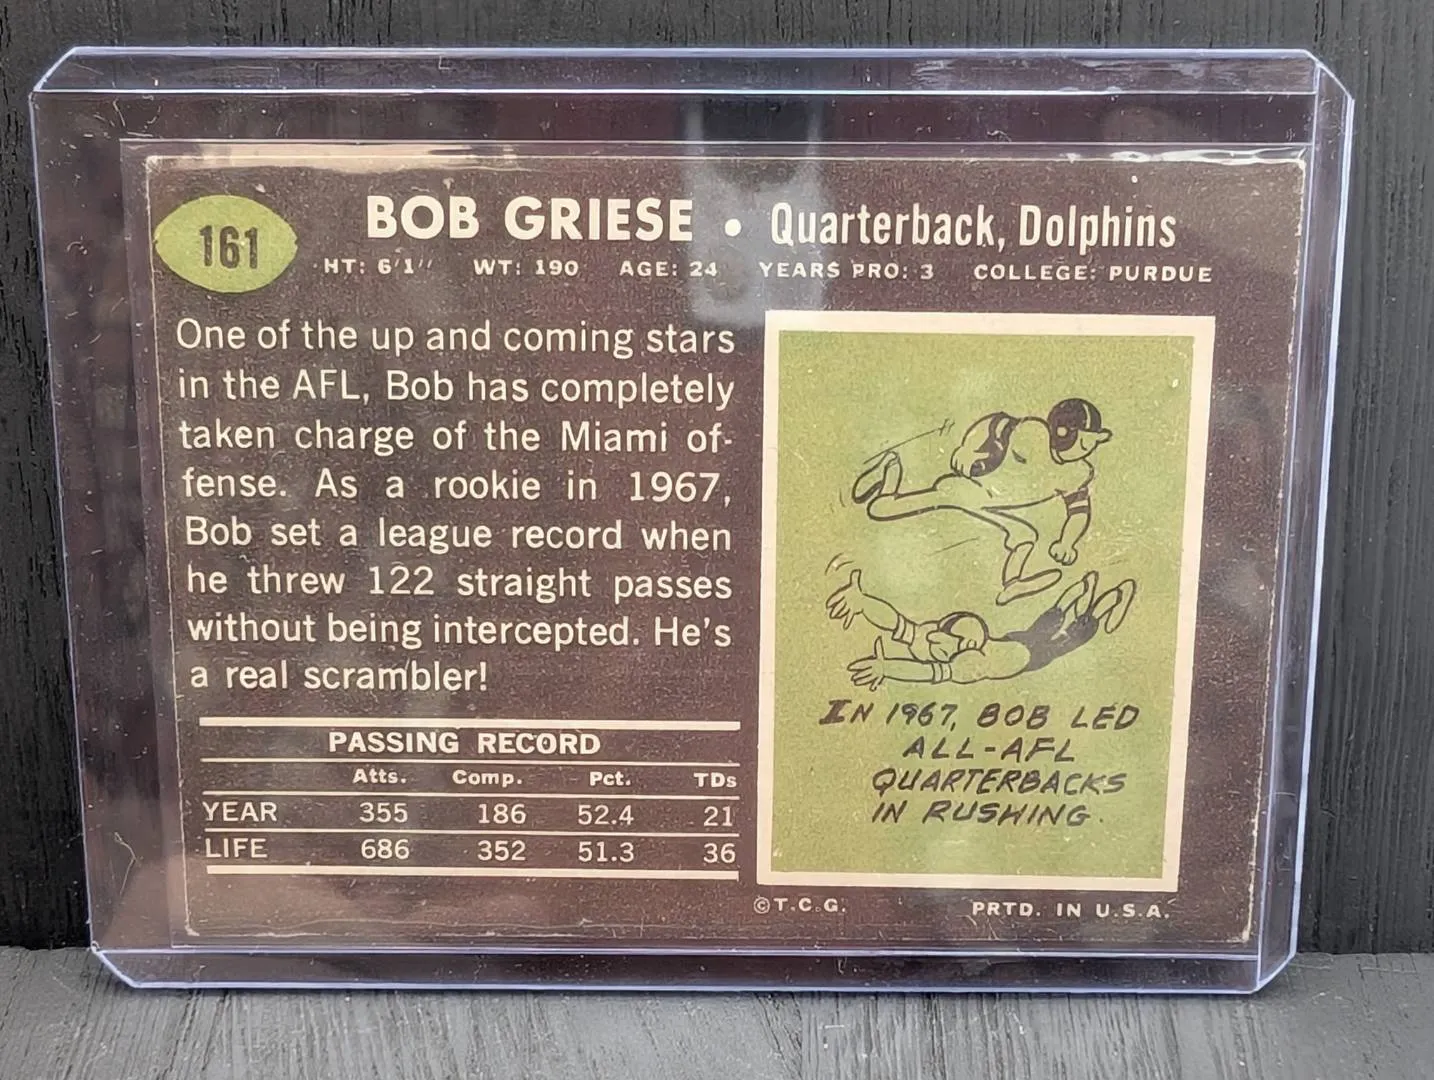 161
BOB GRIESE • Quarterback, Dolphins
HT: 6'1" WT: 190 AGE: 24 YEARS PRO: 3 COLLEGE: PURDUE
One of the up and coming stars
in the AFL, Bob has completely
taken charge of the Miami of-
fense. As a rookie in 1967,
Bob set a league record when
he threw 122 straight passes
without being intercepted. He's
a real scrambler!
PASSING RECORD
Atts. Comp. Pct. TDs
YEAR 355 186 52.4 21
LIFE 686 352 51.3 36
IN 1967, BOB LED
ALL-AFL
QUARTERBACKS
IN RUSHING.
©T.C.G. PRTD. IN U.S.A.